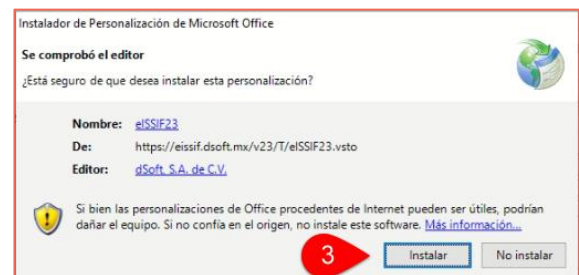 Instalador de Personalización de Microsoft Office
Se comprobó el editor
¿Está seguro de que desea instalar esta personalización?
Nombre: eISSIF23
De: https://eissif.dsoft.mx/v23/T/eISSIF23.vsto
Editor: dSoft, S.A. de C.V.
Si bien las personalizaciones de Office procedentes de Internet pueden ser útiles, podrían
dañar el equipo. Si no confía en el origen, no instale este software. Más información...
3 Instalar No instalar